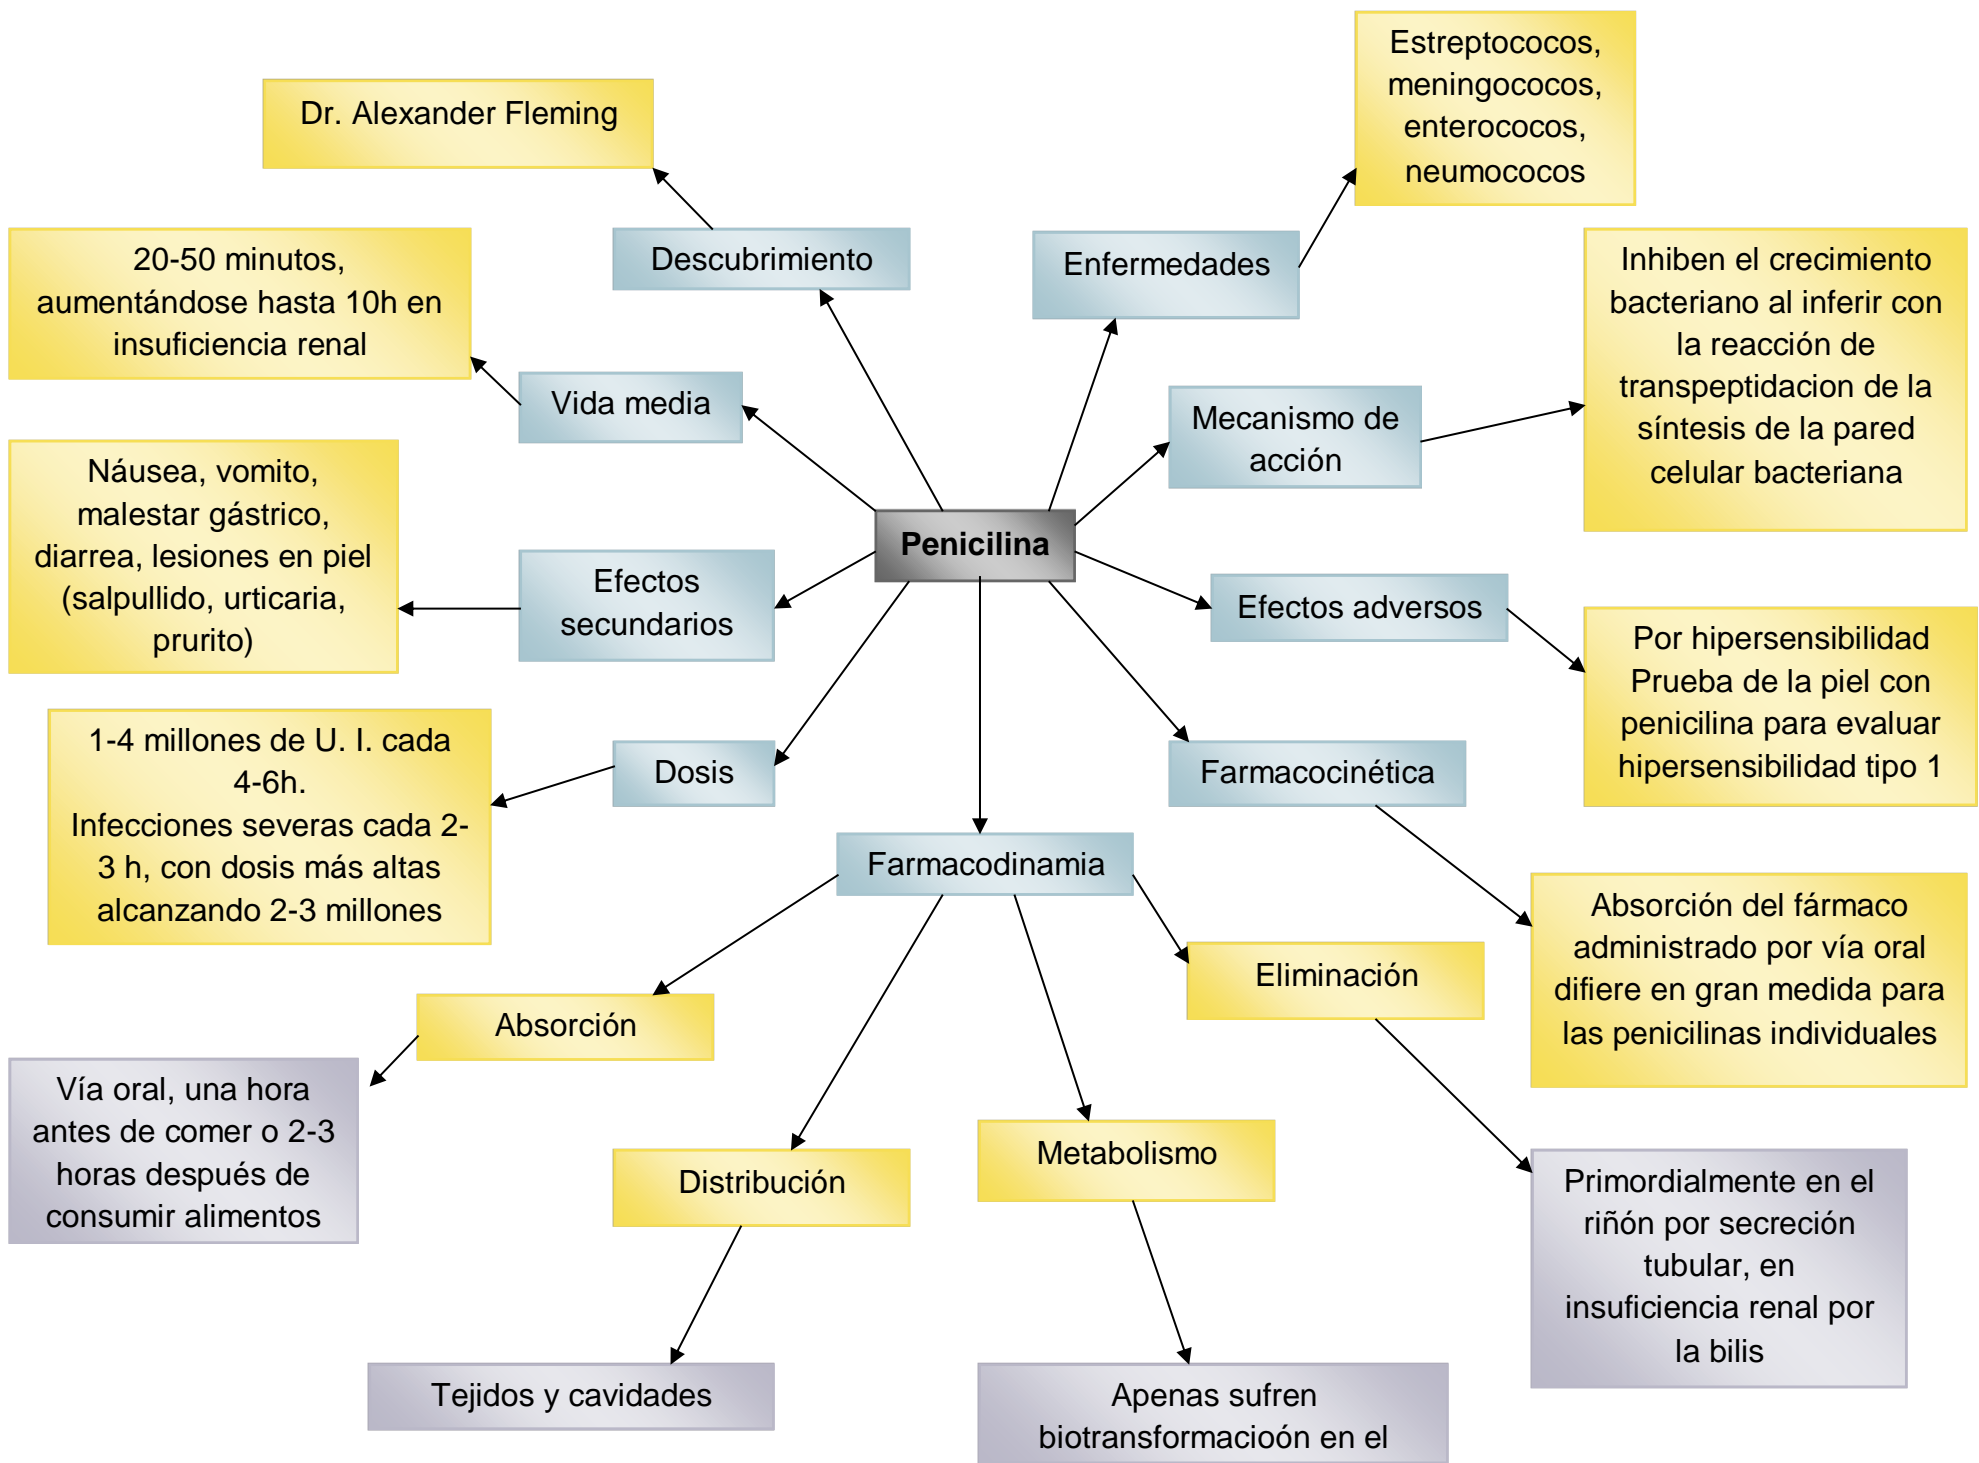 Estreptococos,
meningococos,
enterococos,
neumococos
Dr. Alexander Fleming
Descubrimiento
Enfermedades
20-50 minutos,
aumentándose hasta 10h en
insuficiencia renal
Inhiben el crecimiento
bacteriano al inferir con
la reacción de
transpeptidacion de la
síntesis de la pared
celular bacteriana
Vida media
Mecanismo de
acción
Náusea, vomito,
malestar gástrico,
diarrea, lesiones en piel
(salpullido, urticaria,
prurito)
Penicilina
Efectos
secundarios
Efectos adversos
Por hipersensibilidad
Prueba de la piel con
penicilina para evaluar
hipersensibilidad tipo 1
1-4 millones de U. I. cada
4-6h.
Infecciones severas cada 2-
3 h, con dosis más altas
alcanzando 2-3 millones
Dosis
Farmacocinética
Farmacodinamia
Absorción del fármaco
administrado por vía oral
difiere en gran medida para
las penicilinas individuales
Eliminación
Absorción
Vía oral, una hora
antes de comer o 2-3
horas después de
consumir alimentos
Metabolismo
Distribución
Primordialmente en el
riñón por secreción
tubular, en
insuficiencia renal por
la bilis
Tejidos y cavidades
Apenas sufren
biotransformacioón en el